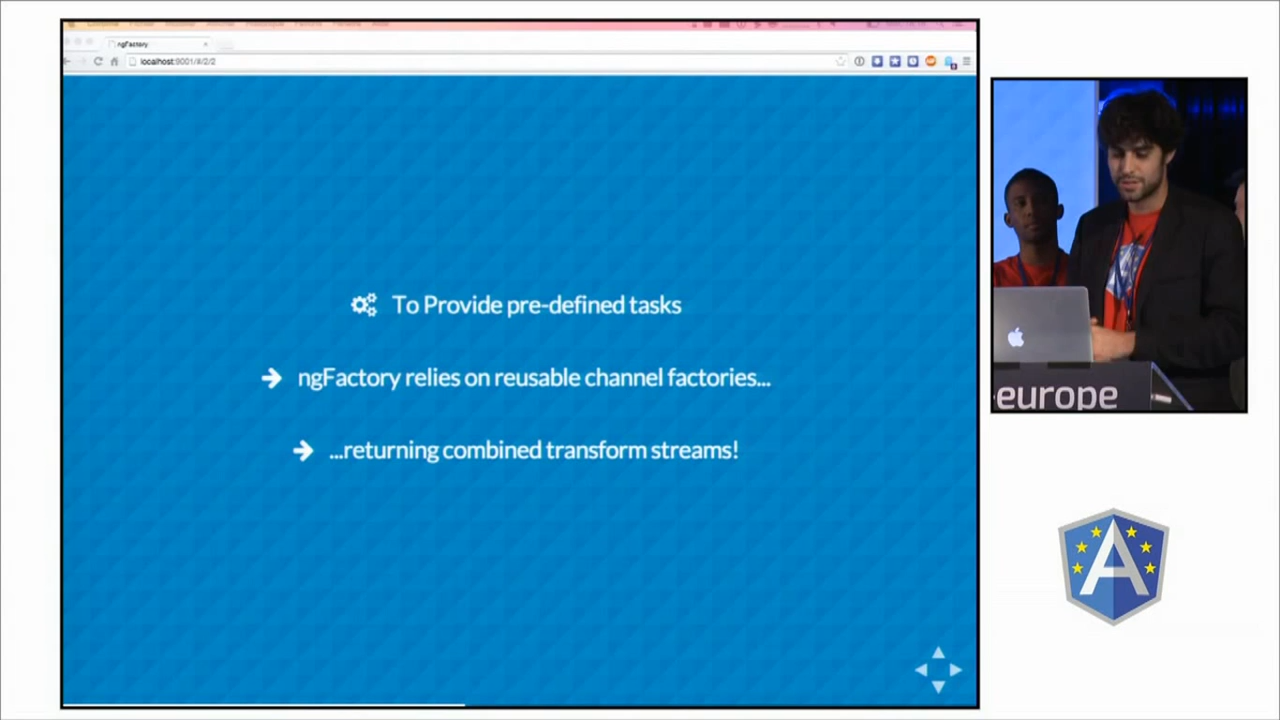 ngFactory
localhost:9001/#/2/2
To Provide pre-defined tasks
ngFactory relies on reusable channel factories...
...returning combined transform streams!
europe
A